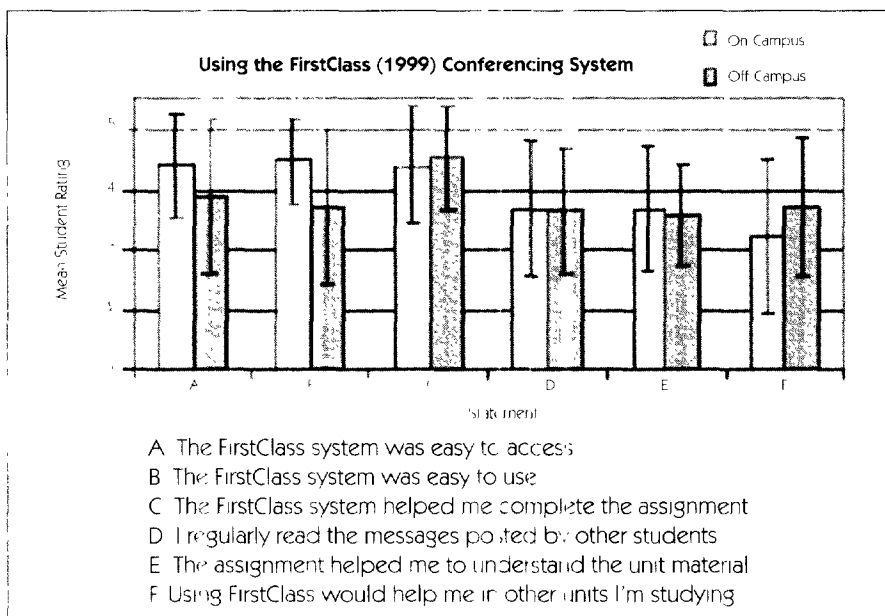 On Campus
Using the FirstClass (1999) Conferencing System
Off Campus
5
4
Mean Student Rating
A
C
D
E
F
Statement
A The FirstClass system was easy to access
B The FirstClass system was easy to use
C The FirstClass system helped me complete the assignment
D I regularly read the messages posted by other students
E The assignment helped me to understand the unit material
F Using FirstClass would help me in other units I'm studying